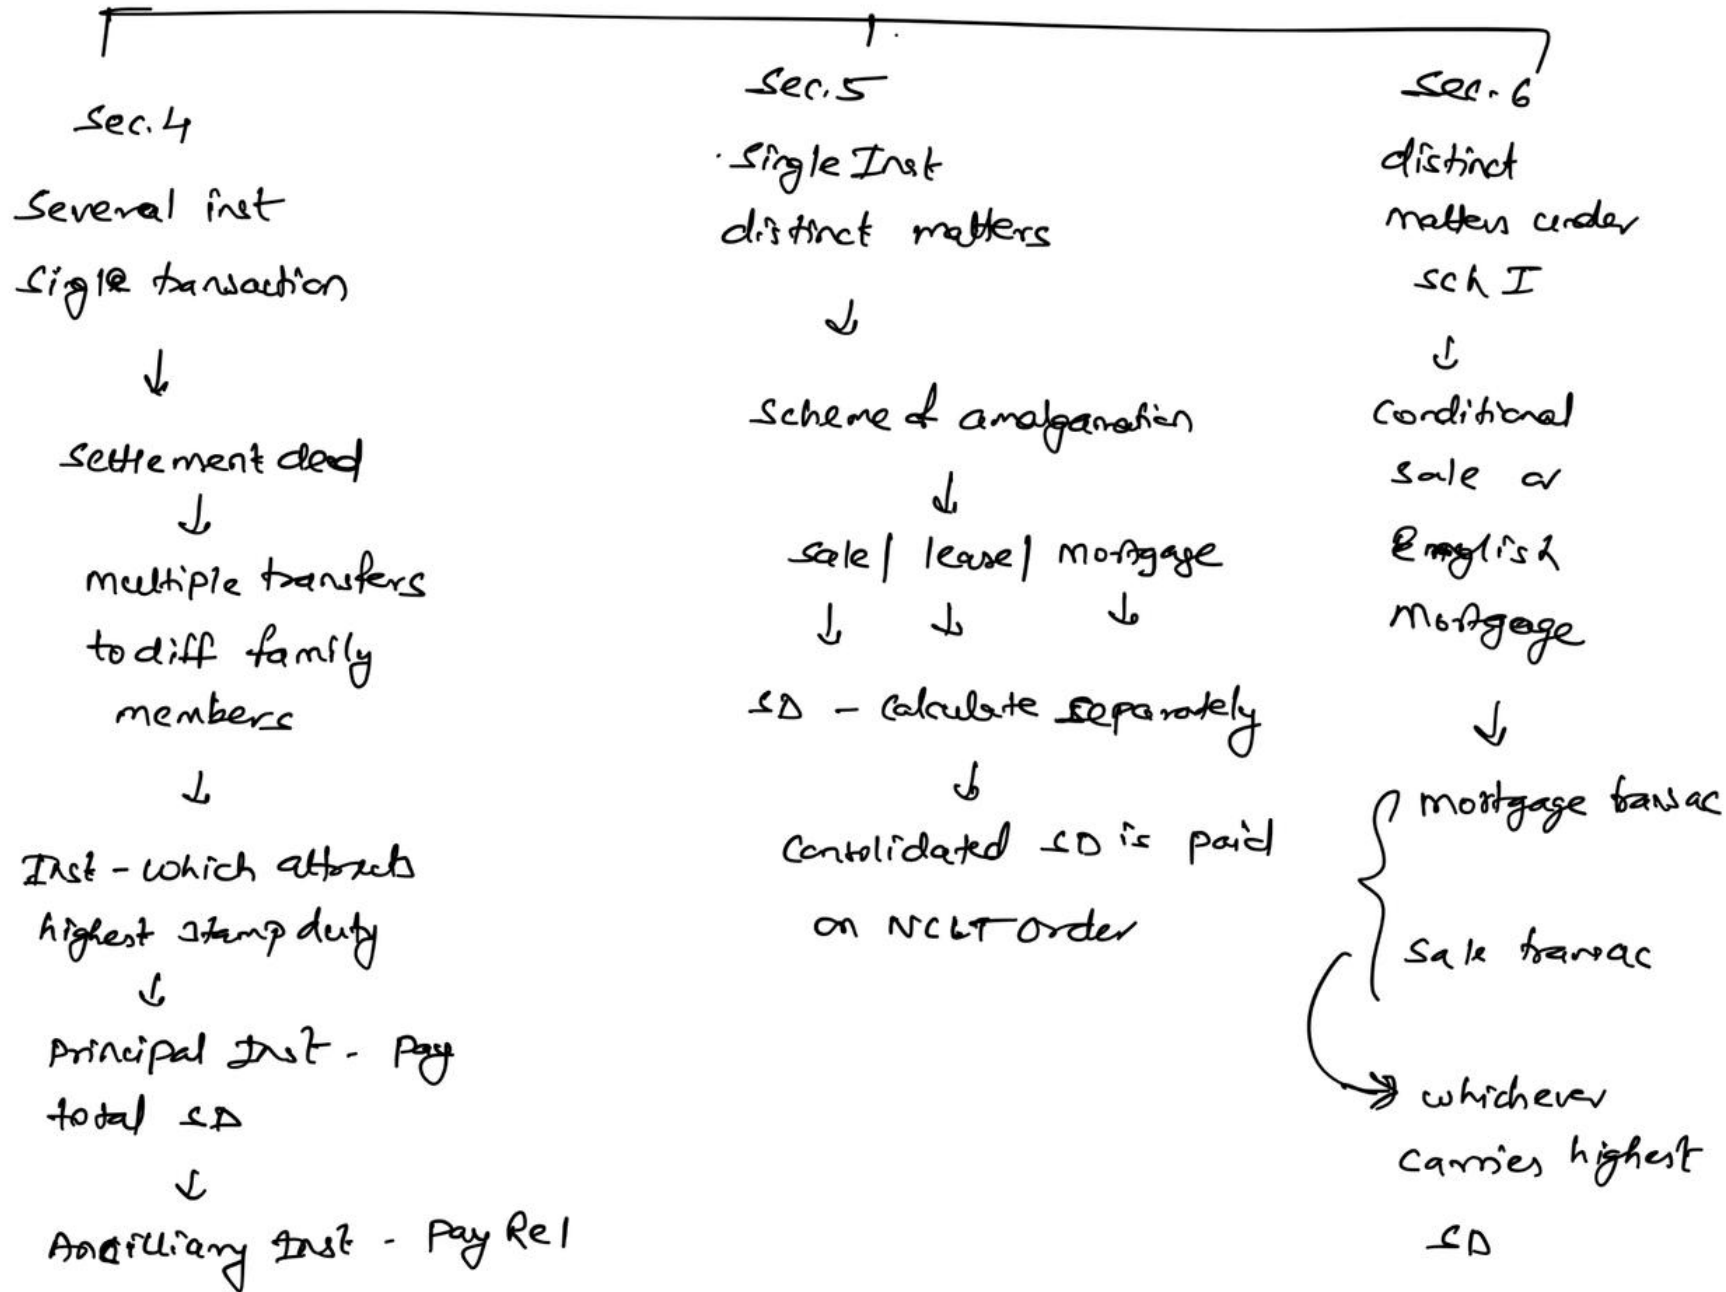 Sec. 4
Several inst
Sigle transaction
↓
Settlement deed
↓
multiple transfers
to diff family
members
↓
Inst - which attracts
highest stamp duty
↓
Principal Inst - Pay
total SD
↓
Ancilliary Inst - Pay Re 1
Sec. 5
Single Inst
distinct matters
↓
Scheme of amalgamation
↓
Sale / lease / mortgage
↓ ↓ ↓
SD - Calculate separately
↓
Consolidated SD is paid
on NCLT Order
Sec. 6
distinct
matters under
Sch I
↓
Conditional
Sale or
English
Mortgage
↓
mortgage transac
Sale transac
whichever
carries highest
SD